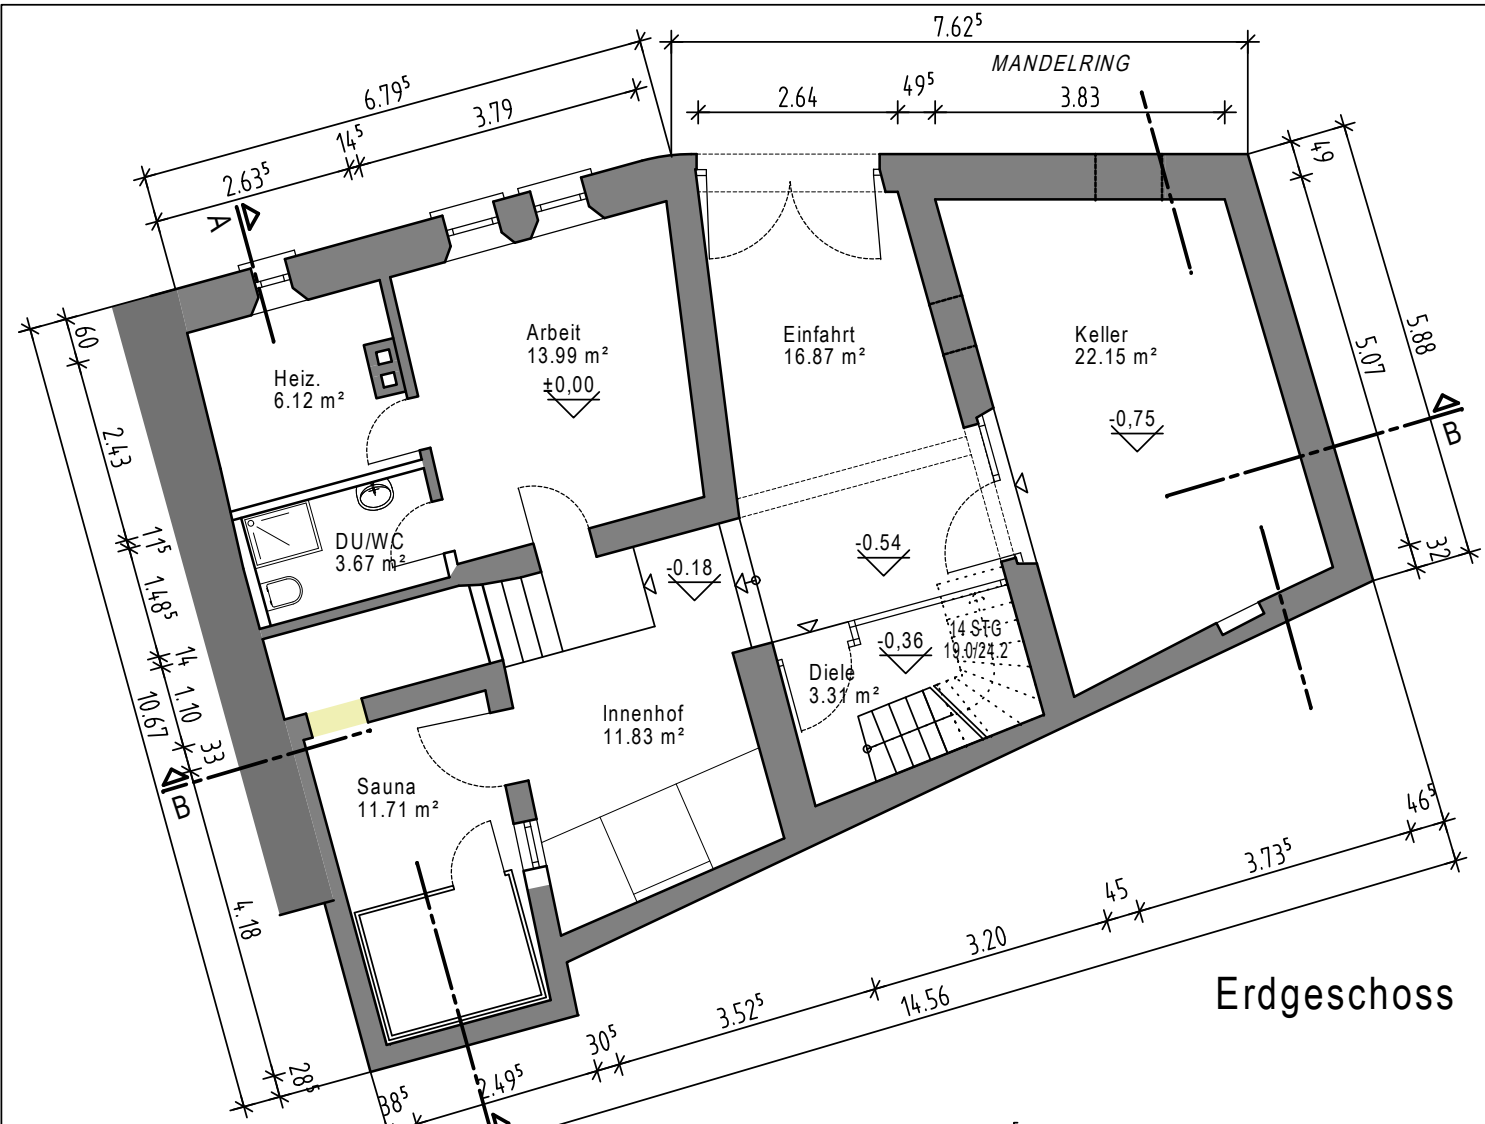 7.62⁵
MANDELRING
6.79⁵
2.64
49⁵
3.83
14⁵
3.79
2.63⁵
49
A
5.88
5.07
60
Arbeit
13.99 m²
±0,00
Einfahrt
16.87 m²
Keller
22.15 m²
-0,75
Heiz.
6.12 m²
B
2.43
11⁵
DU/WC
3.67 m²
-0.18
-0.54
32
1.48⁵
14
1.10
33
10.67
-0,36
14 STG
19.0/24.2
Diele
3.31 m²
Innenhof
11.83 m²
Sauna
11.71 m²
B
4.18
46⁵
3.73⁵
45
3.20
14.56
3.52⁵
30⁵
2.49⁵
38⁵
28⁵
Erdgeschoss